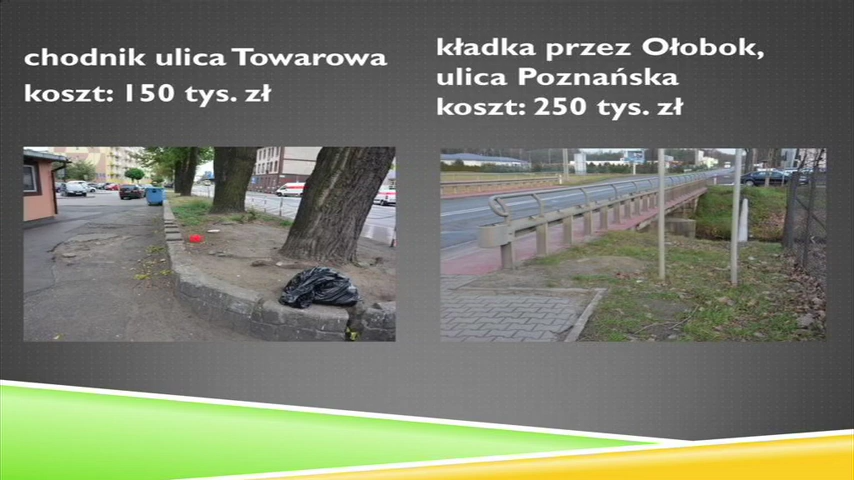 chodnik ulica Towarowa
koszt: 150 tys. zł
kładka przez Ołobok,
ulica Poznańska
koszt: 250 tys. zł